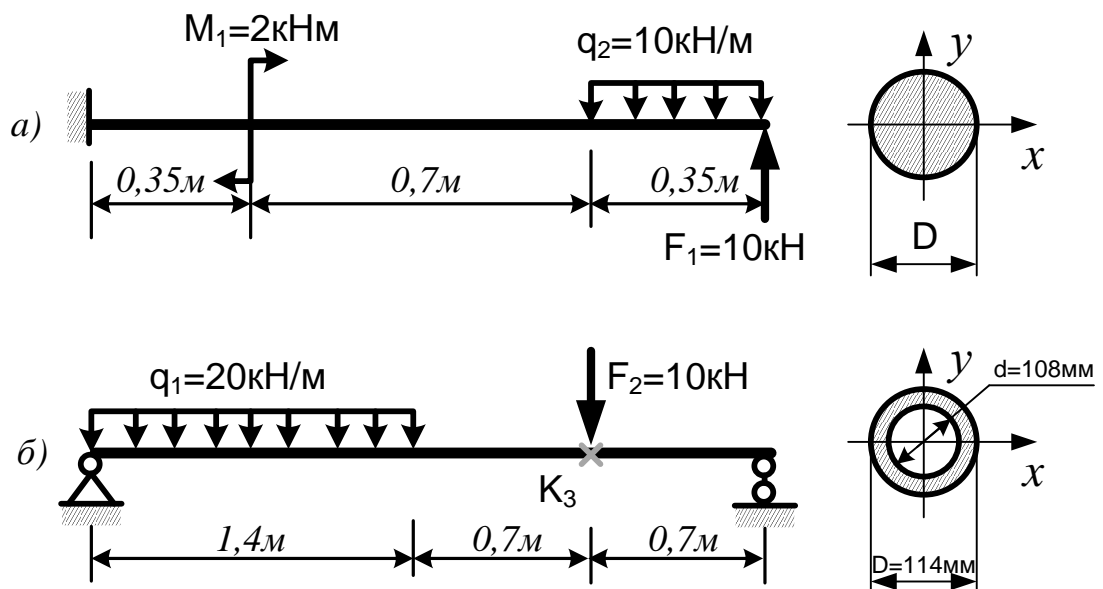 M₁=2кНм
q₂=10кН/м
y
а)
x
0,35м
0,7м
0,35м
D
F₁=10кН
y
d=108мм
q₁=20кН/м
F₂=10кН
б)
x
K₃
1,4м
0,7м
0,7м
D=114мм